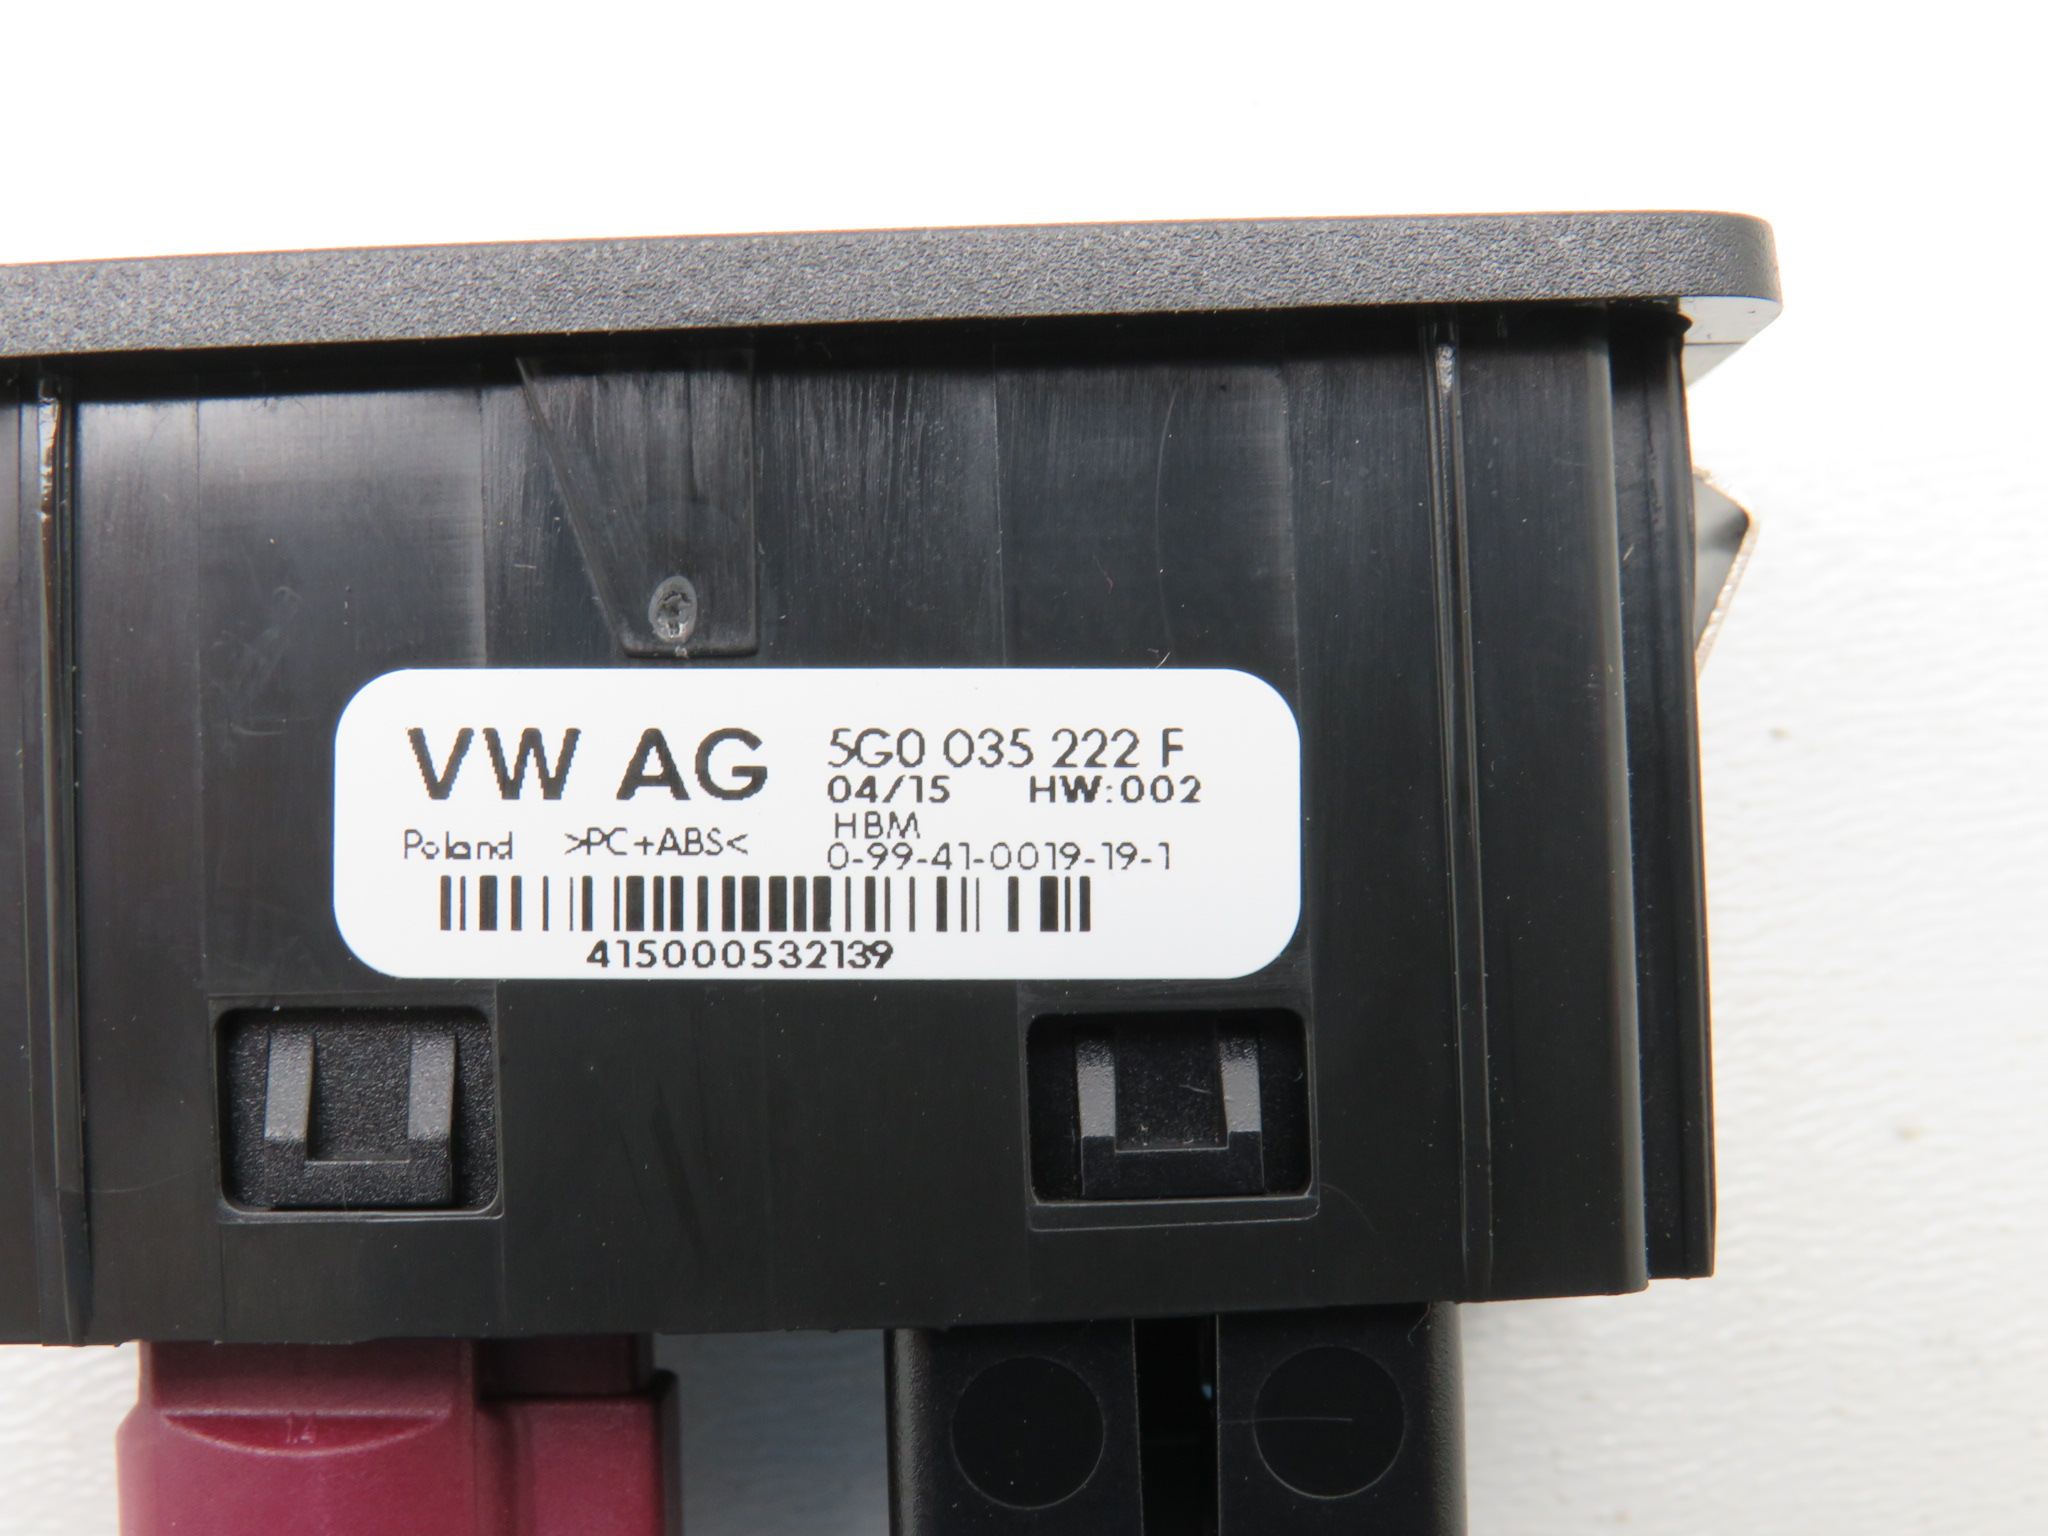 VW AG
5G0 035 222 F
04/15 HW:002
HBM
Poland >PC+ABS<
0-99-41-0019-19-1
415000532139